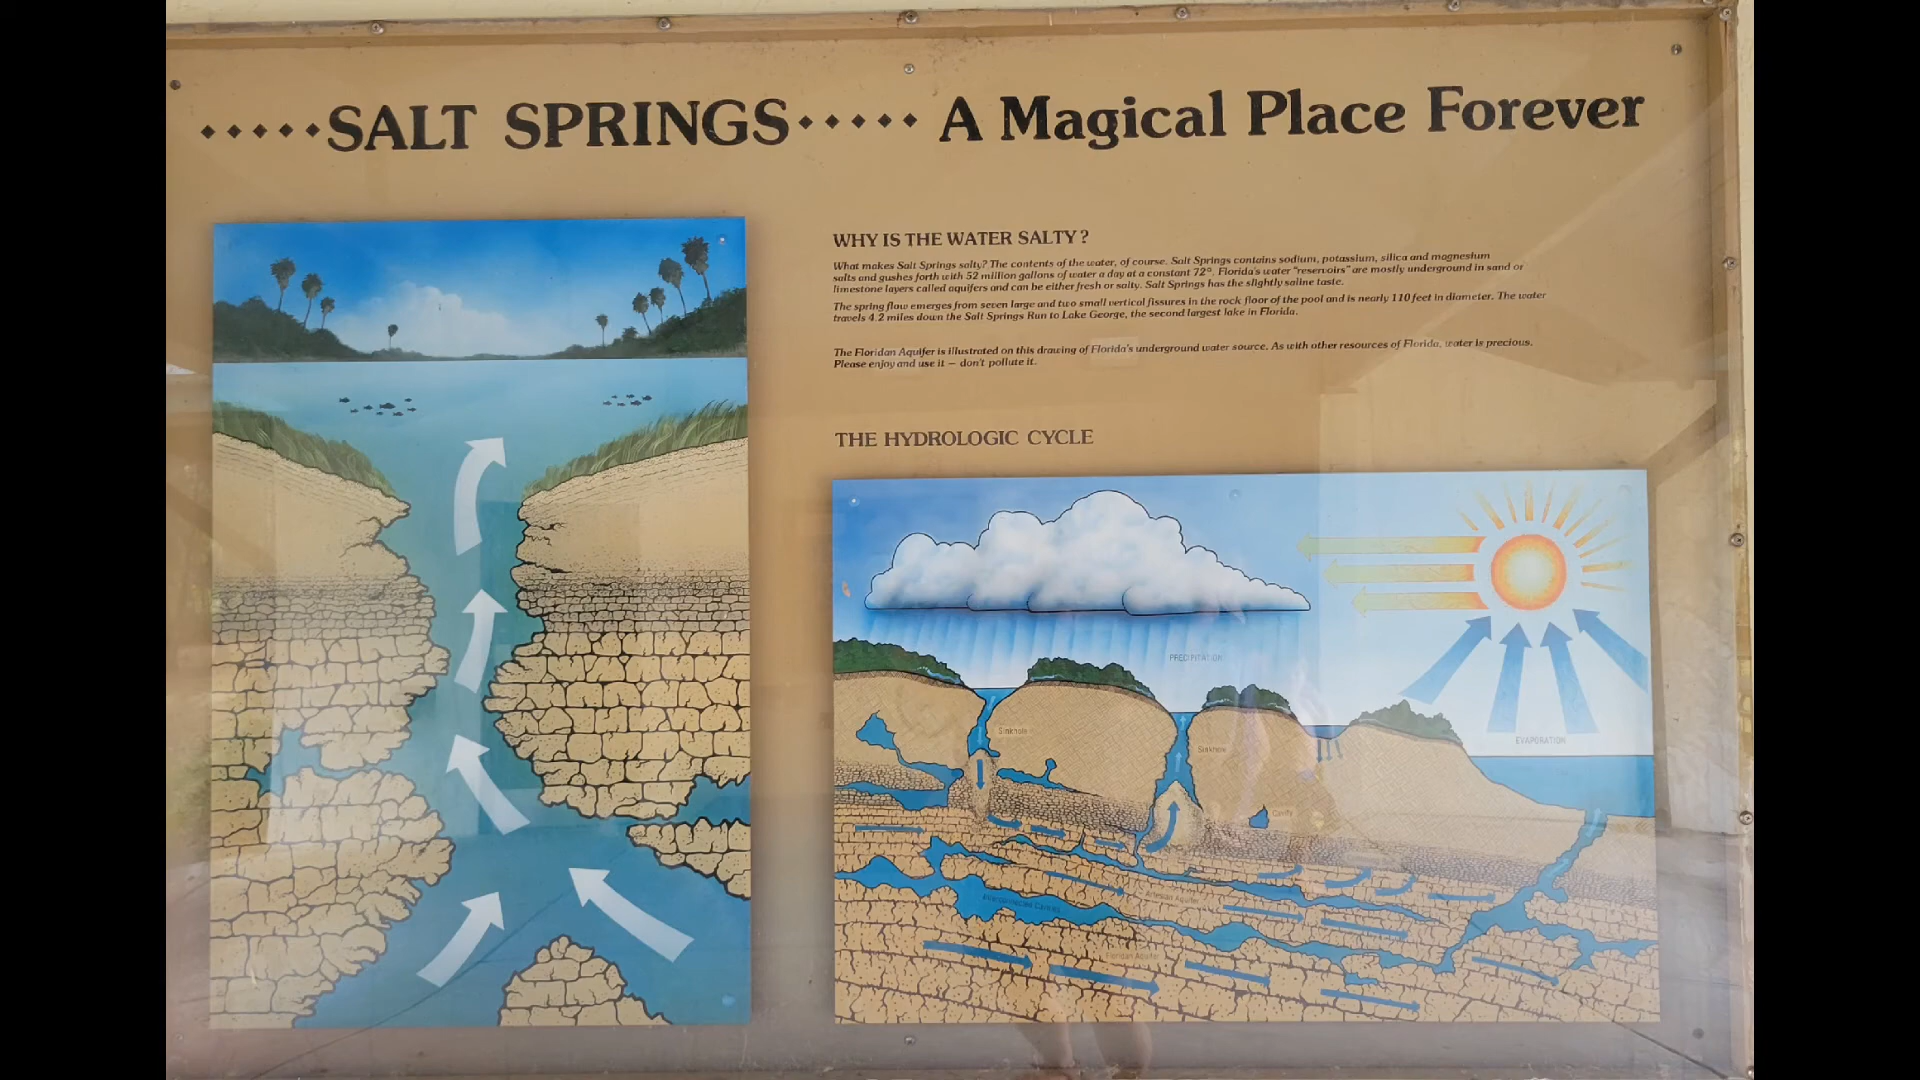 SALT SPRINGS A Magical Place Forever
WHY IS THE WATER SALTY?
What makes Salt Springs salty? The contents of the water, of course. Salt Springs contains sodium, potassium, silica and magnesium
salts and gushes forth with 52 million gallons of water a day at a constant 72°. Florida's water "reservoirs" are mostly underground in sand or
limestone layers called aquifers and can be either fresh or salty. Salt Springs has the slightly saline taste.
The spring flow emerges from seven large and two small vertical fissures in the rock floor of the pool and is nearly 110 feet in diameter. The water
travels 4.2 miles down the Salt Springs Run to Lake George, the second largest lake in Florida.
The Floridan Aquifer is illustrated on this drawing of Florida's underground water source. As with other resources of Florida, water is precious.
Please enjoy and use it — don't pollute it.
THE HYDROLOGIC CYCLE
PRECIPITATION
Sinkhole
Sinkhole
EVAPORATION
Cavity
Artesian Aquifer
Interconnected Cavities
Floridan Aquifer